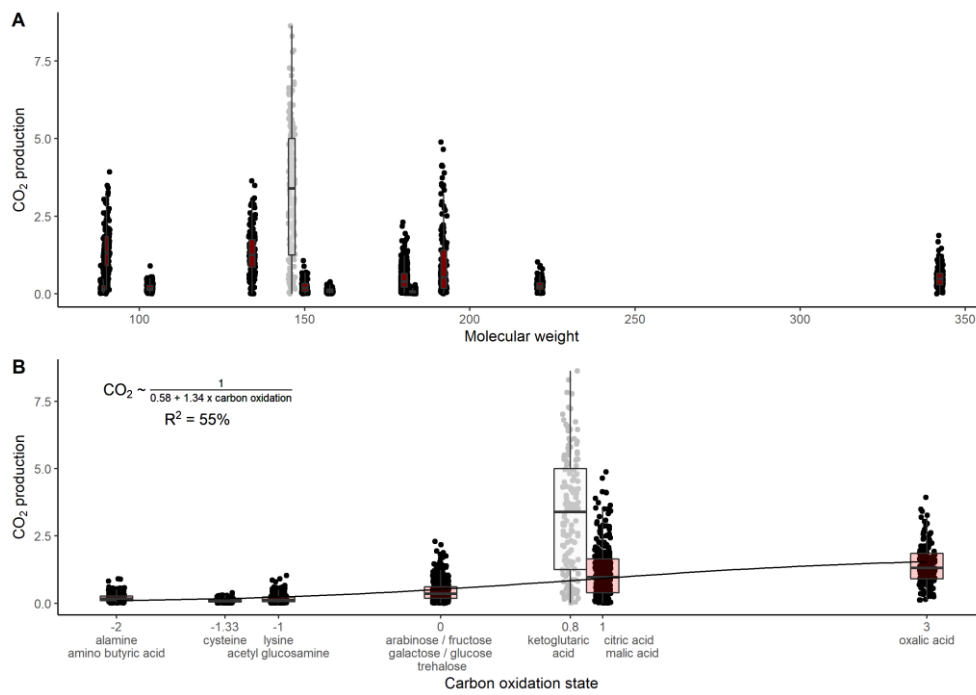 A
7.5
5.0
2.5
0.0
CO2 production
100
150
200
250
300
350
Molecular weight
B
CO2 ~ 1
0.58 + 1.34 x carbon oxidation
R2 = 55%
7.5
5.0
2.5
0.0
CO2 production
-2 -1.33 -1 0 0.8 1 3
alamine cysteine lysine arabinose / fructose ketoglutaric citric acid oxalic acid
amino butyric acid acetyl glucosamine galactose / glucose acid malic acid
trehalose
Carbon oxidation state